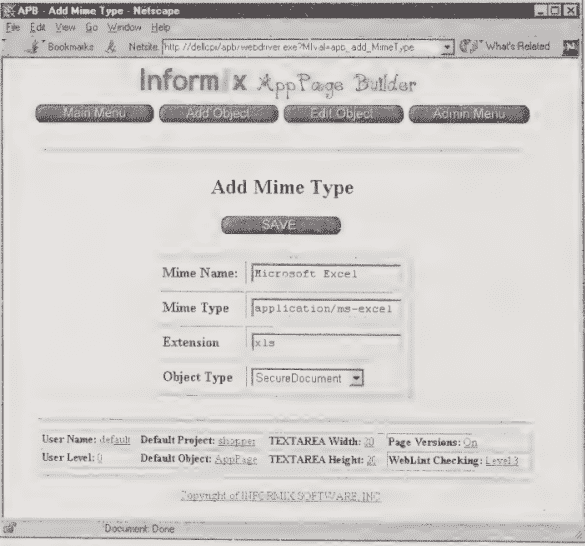 APB - Add Mime Type - Netscape
File Edit View Go Window Help
Bookmarks Netsite http://dellcpx/apb/webdriver.exe?MIval=apb_add_MimeType What's Related
Informix AppPage Builder
Main Menu Add Object Edit Object Admin Menu
Add Mime Type
SAVE
Mime Name: Microsoft Excel
Mime Type application/ms-excel
Extension xls
Object Type SecureDocument
User Name: default Default Project: shopper TEXTAREA Width: 20 Page Versions: On
User Level: 0 Default Object: AppPage TEXTAREA Height: 20 WebLint Checking: Level 3
Copyright of INFORMIX SOFTWARE, INC
Document: Done